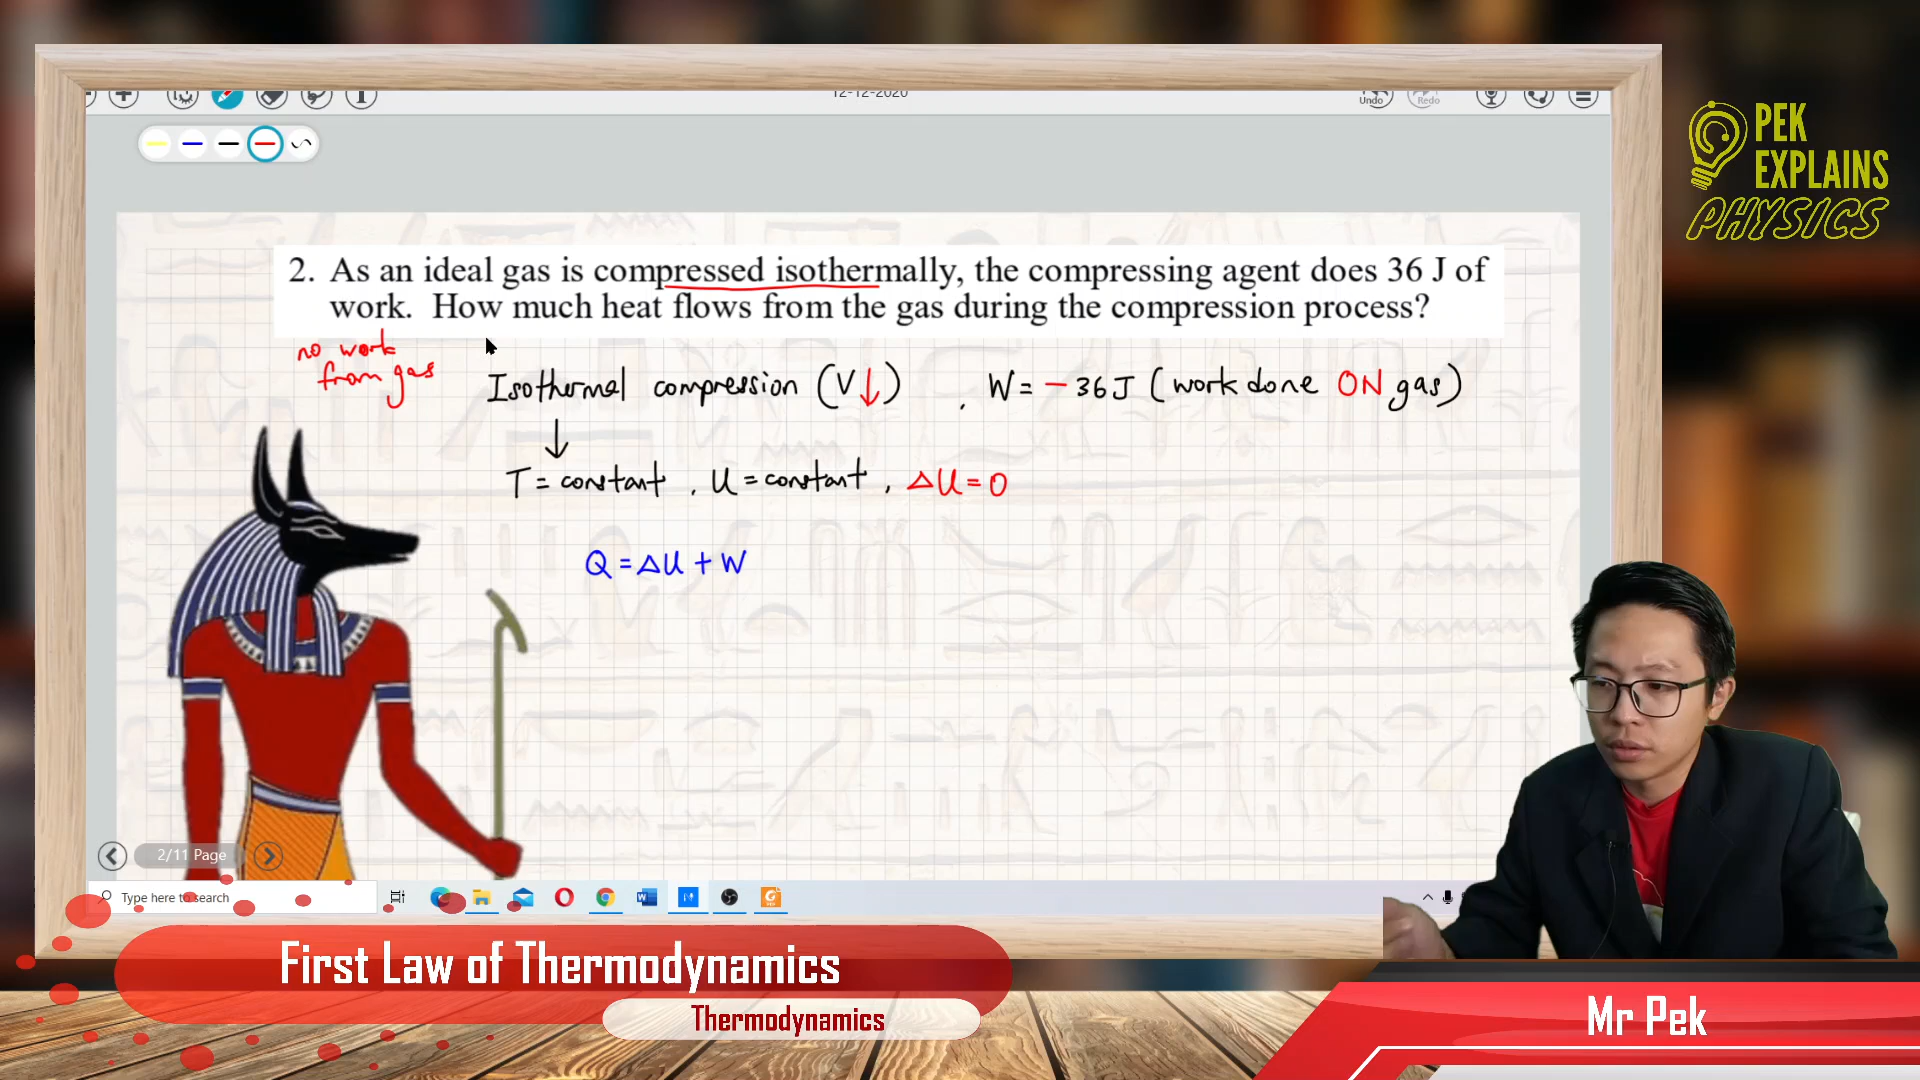 12-12-2020
Undo
Redo
PEK
EXPLAINS
PHYSICS
2. As an ideal gas is compressed isothermally, the compressing agent does 36 J of
work. How much heat flows from the gas during the compression process?
no work
from gas
Isothermal compression (V↓) , W = - 36J (work done ON gas)
↓
T = constant , U = constant , ΔU = 0
Q = ΔU + W
2/11 Page
Type here to search
First Law of Thermodynamics
Thermodynamics
Mr Pek